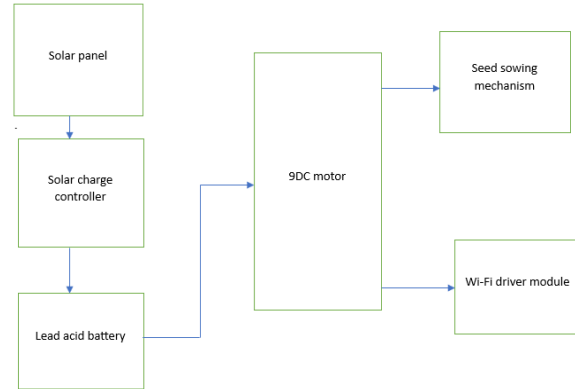 Solar panel
Solar charge
controller
Lead acid battery
9DC motor
Seed sowing
mechanism
Wi-Fi driver module